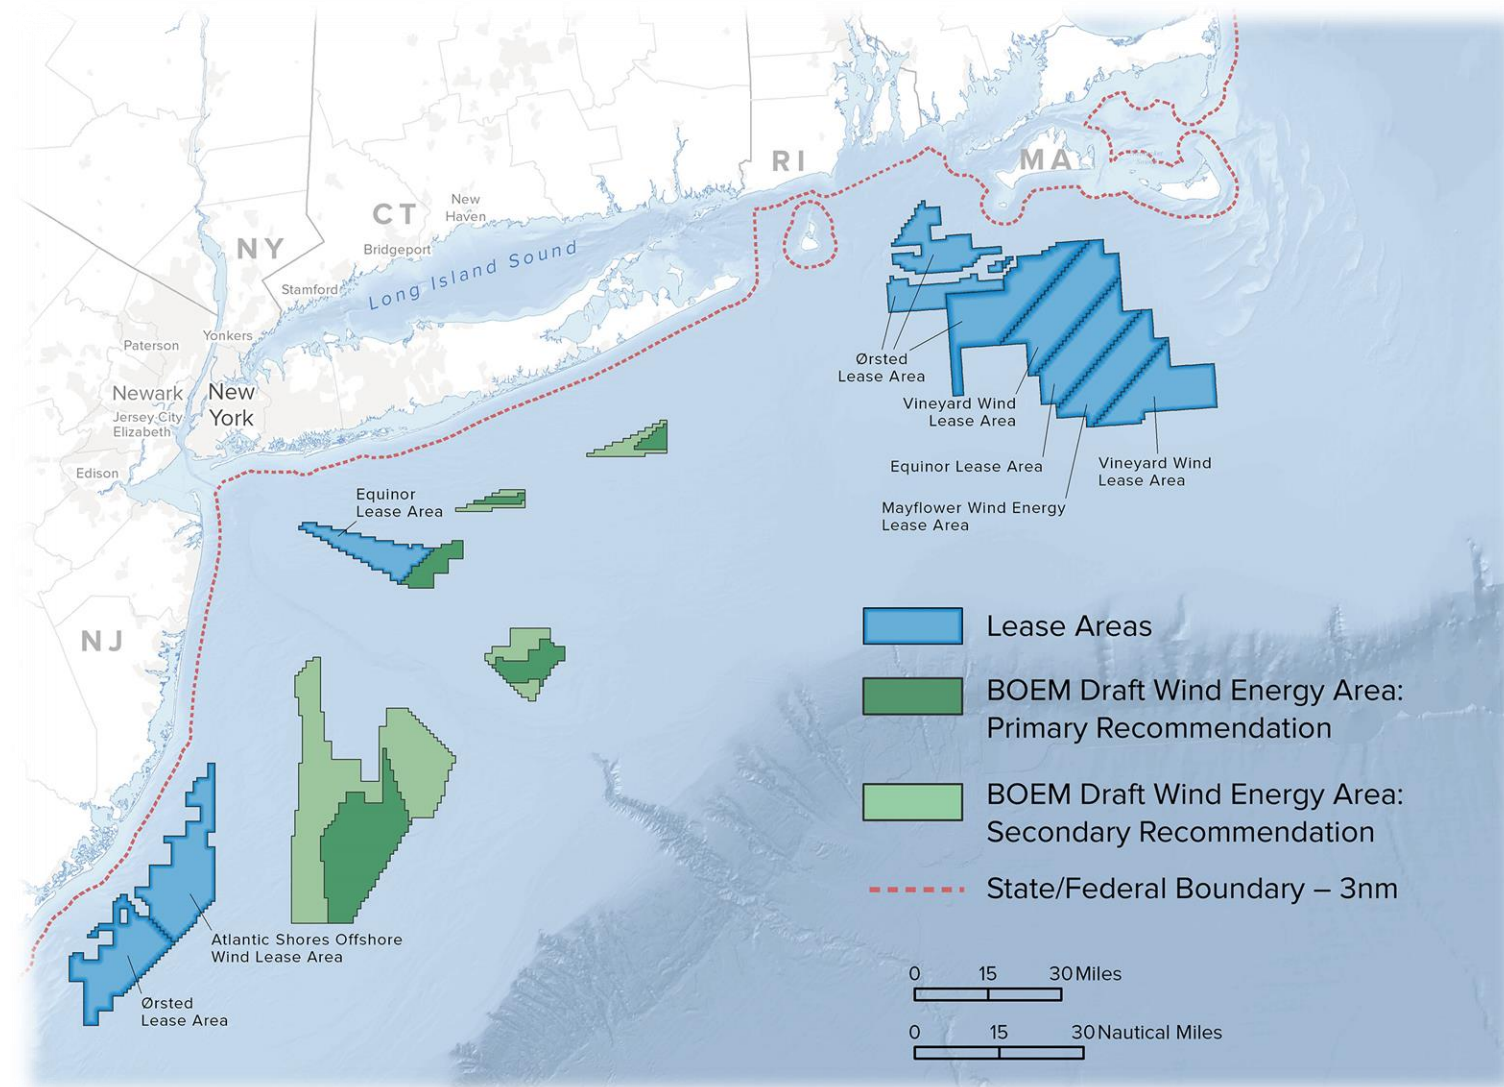 RI
MA
CT
New
Haven
Bridgeport
NY
Long Island Sound
Stamford
Yonkers
Paterson
Newark
New
York
Jersey City
Elizabeth
Edison
NJ
Ørsted
Lease Area
Vineyard Wind
Lease Area
Equinor Lease Area
Vineyard Wind
Lease Area
Mayflower Wind Energy
Lease Area
Equinor
Lease Area
Atlantic Shores Offshore
Wind Lease Area
Ørsted
Lease Area
Lease Areas
BOEM Draft Wind Energy Area:
Primary Recommendation
BOEM Draft Wind Energy Area:
Secondary Recommendation
State/Federal Boundary – 3nm
0 15 30 Miles
0 15 30 Nautical Miles